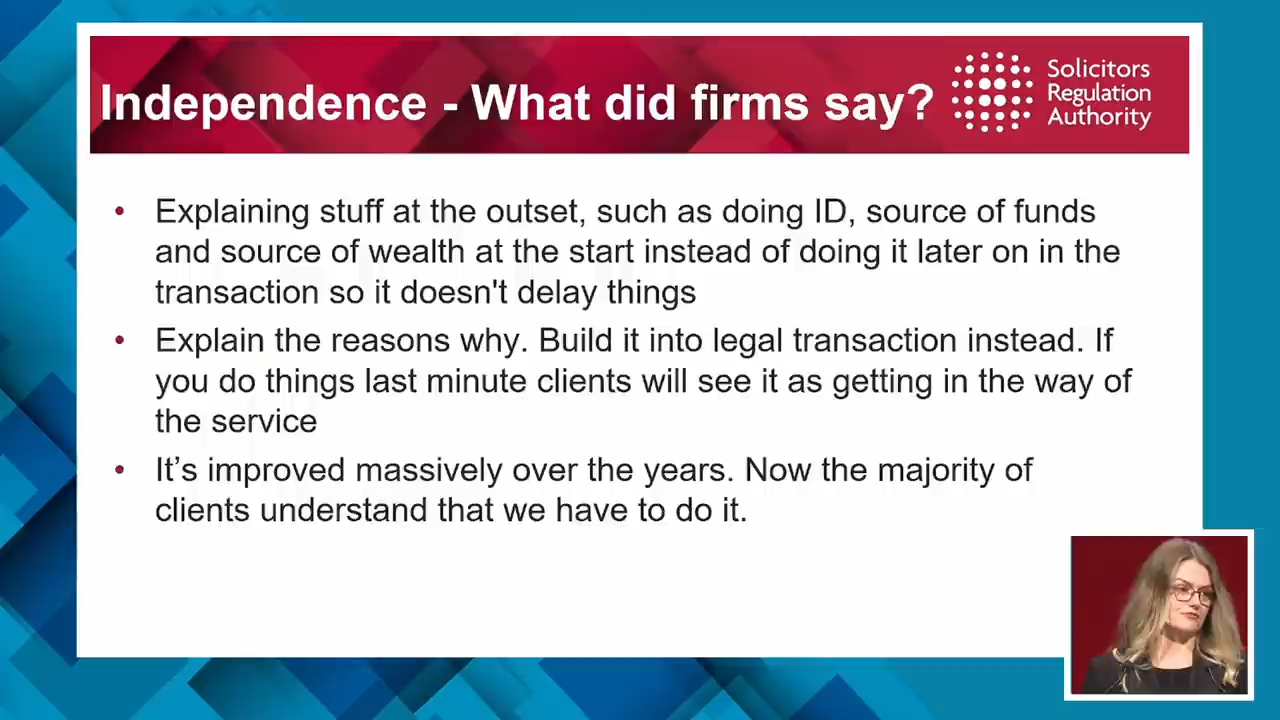 Independence - What did firms say?
Solicitors
Regulation
Authority
• Explaining stuff at the outset, such as doing ID, source of funds
and source of wealth at the start instead of doing it later on in the
transaction so it doesn't delay things
• Explain the reasons why. Build it into legal transaction instead. If
you do things last minute clients will see it as getting in the way of
the service
• It’s improved massively over the years. Now the majority of
clients understand that we have to do it.